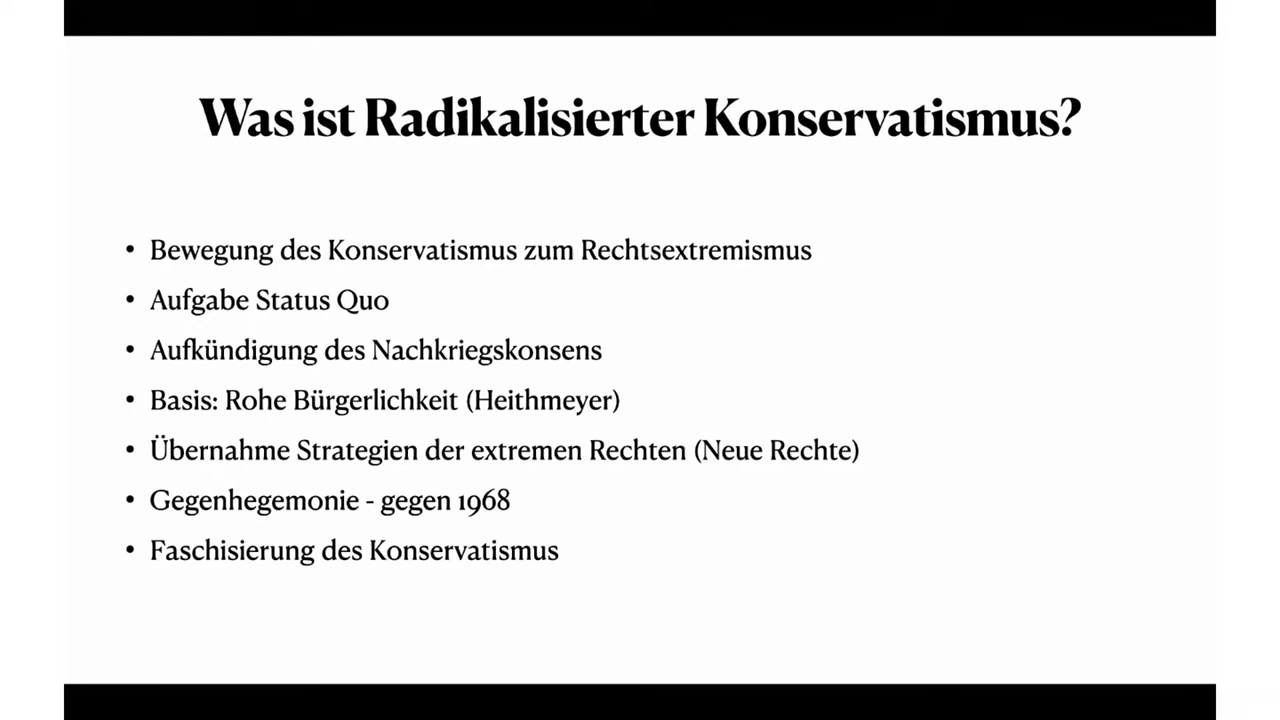 Was ist Radikalisierter Konservatismus?
• Bewegung des Konservatismus zum Rechtsextremismus
• Aufgabe Status Quo
• Aufkündigung des Nachkriegskonsens
• Basis: Rohe Bürgerlichkeit (Heithmeyer)
• Übernahme Strategien der extremen Rechten (Neue Rechte)
• Gegenhegemonie - gegen 1968
• Faschisierung des Konservatismus